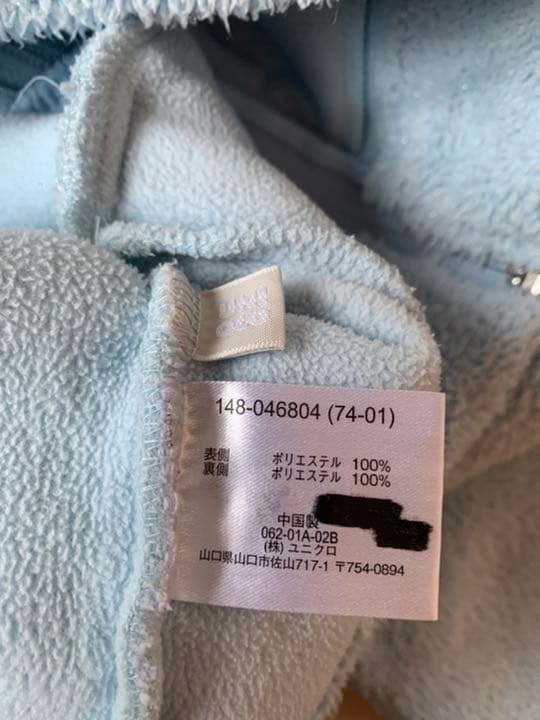 148-046804 (74-01)
表側 ポリエステル 100%
裏側 ポリエステル 100%
中国製
062-01A-02B
(株) ユニクロ
山口県山口市佐山717-1 〒754-0894